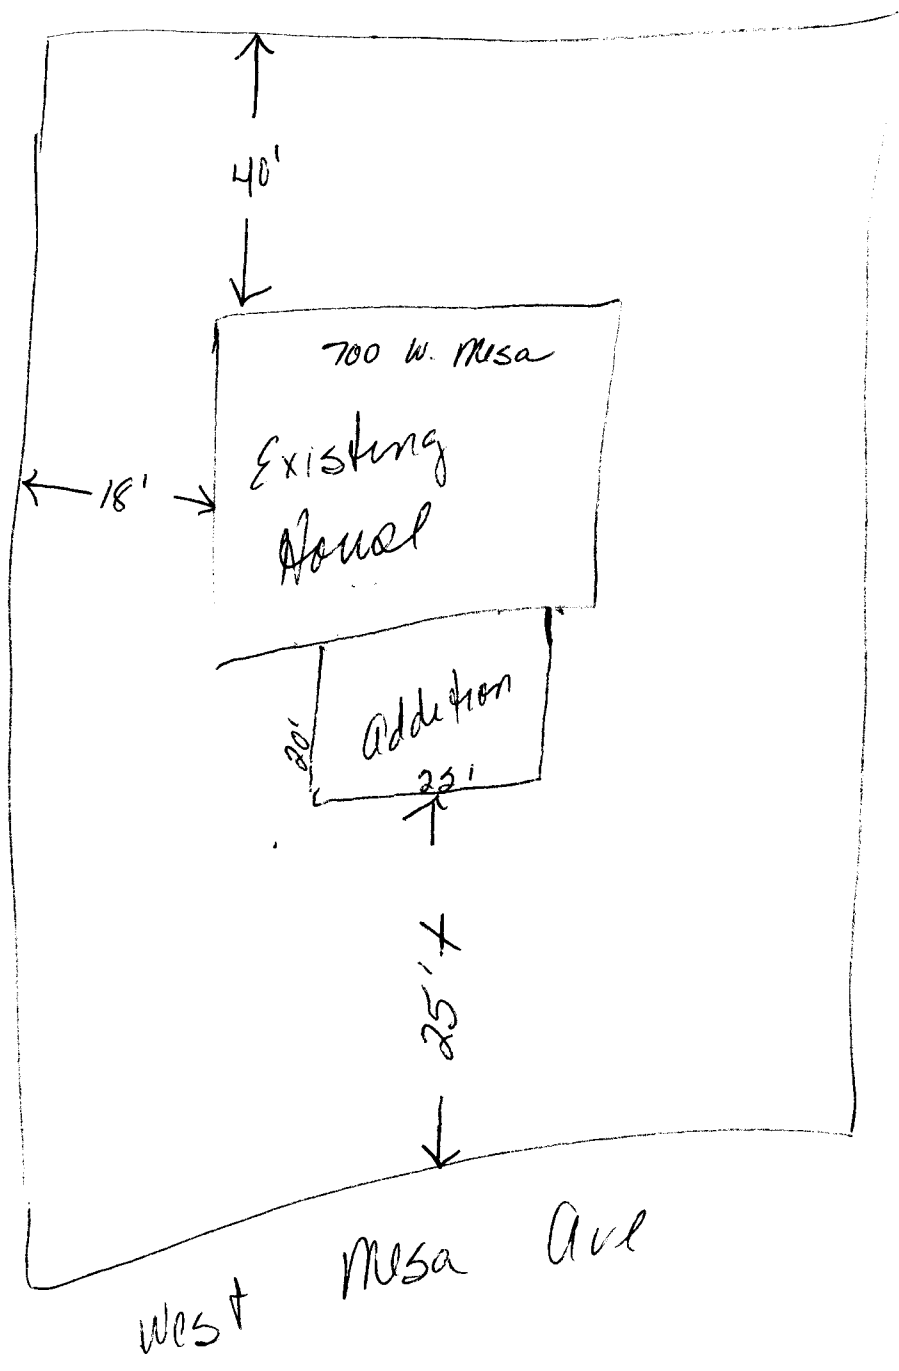 40'
700 W. Mesa
Existing
House
18'
Addition
20'
22'
25' ±
West Mesa Ave